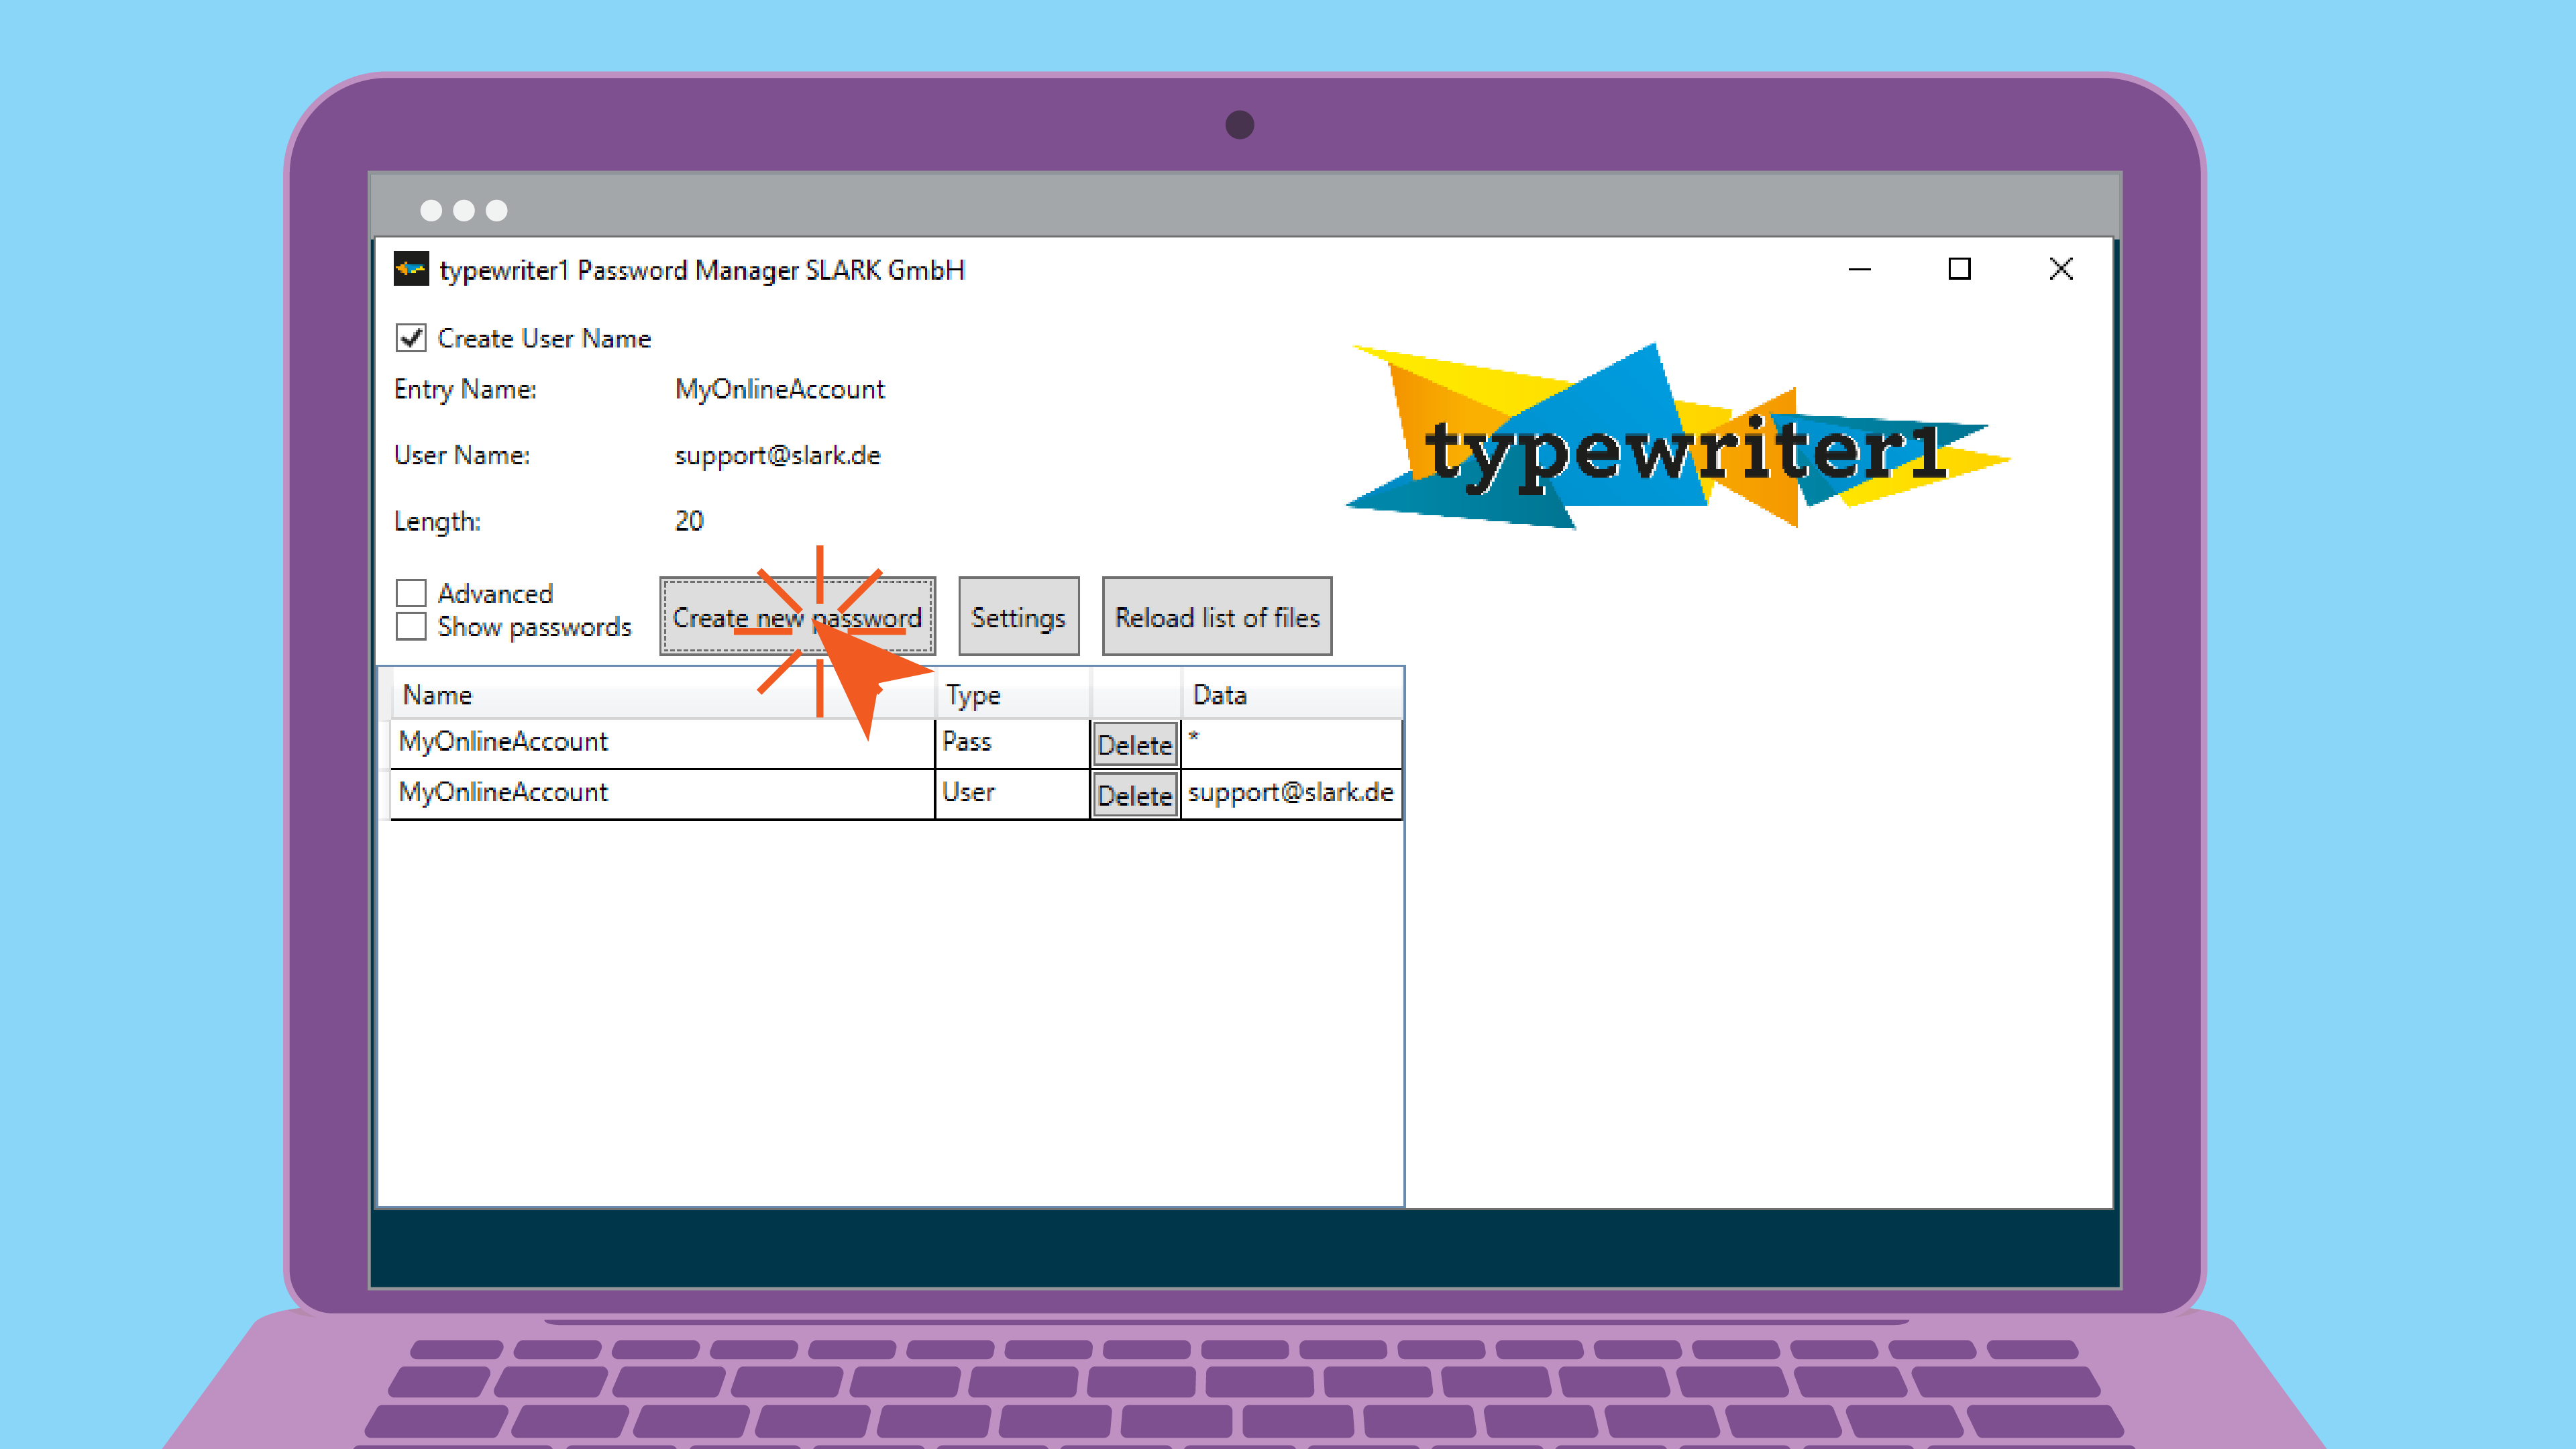 typewriter1 Password Manager SLARK GmbH
Create User Name
Entry Name: MyOnlineAccount
User Name: support@slark.de
Length: 20
typewriter1
Advanced
Show passwords
Create new password Settings Reload list of files
Name Type Data
MyOnlineAccount Pass Delete *
MyOnlineAccount User Delete support@slark.de